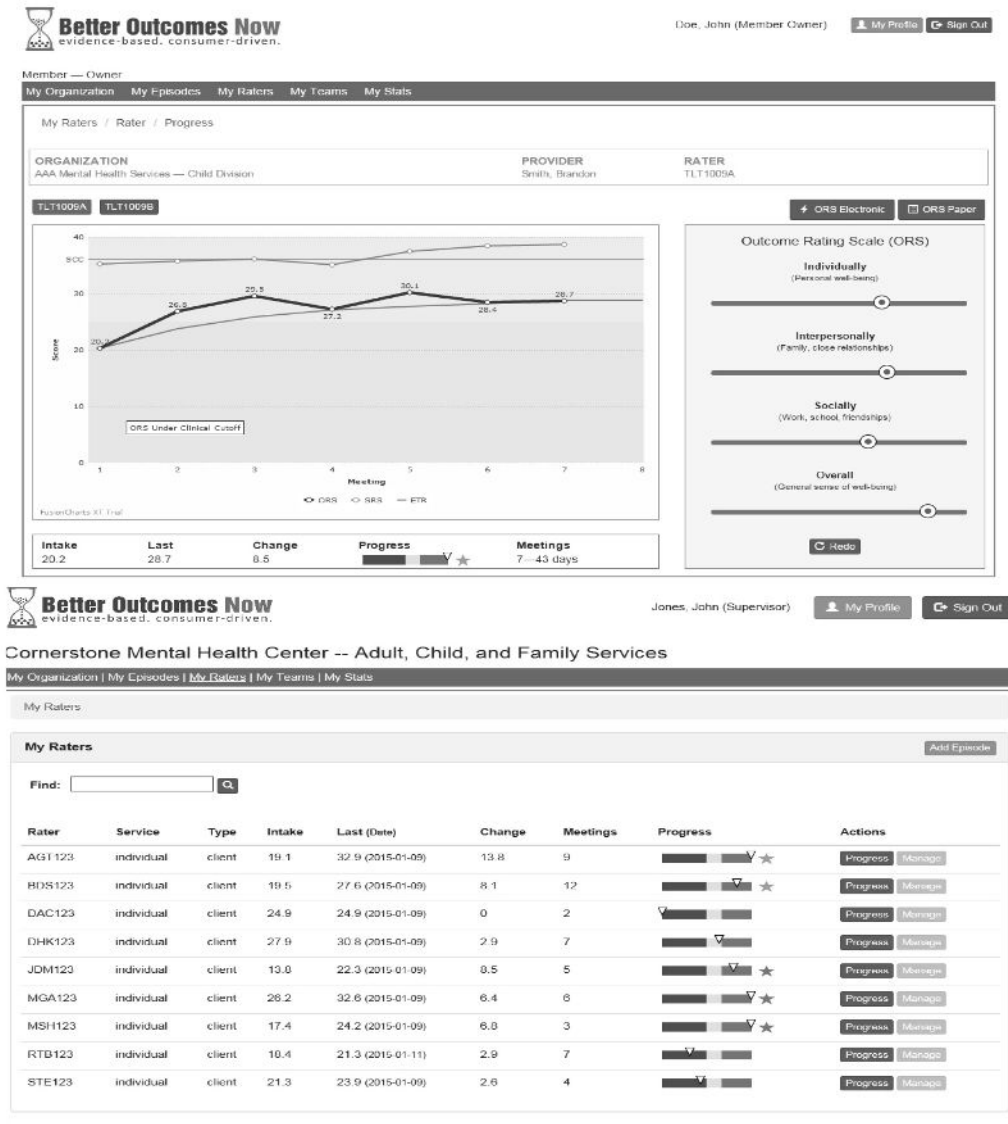 Better Outcomes Now
evidence-based. consumer-driven.
Doe, John (Member Owner) My Profile Sign Out
Member — Owner
My Organization My Episodes My Raters My Teams My Stats
My Raters / Rater / Progress
ORGANIZATION PROVIDER RATER
AAA Mental Health Services — Child Division Smith, Brandon TLT1009A
TLT1009A TLT1009B ORS Electronic ORS Paper
40
SCC
30
20
10
0
Score
20.2 26.8 29.5 27.2 30.1 28.4 28.7
ORS Under Clinical Cutoff
1 2 3 4 5 6 7 8
Meeting
ORS SRS ETR
FusionCharts XT Trial
Outcome Rating Scale (ORS)
Individually
(Personal well-being)
Interpersonally
(Family, close relationships)
Socially
(Work, school, friendships)
Overall
(General sense of well-being)
Redo
Intake Last Change Progress Meetings
20.2 28.7 8.5 7—43 days
Better Outcomes Now
evidence-based. consumer-driven.
Jones, John (Supervisor) My Profile Sign Out
Cornerstone Mental Health Center -- Adult, Child, and Family Services
My Organization | My Episodes | My Raters | My Teams | My Stats
My Raters
My Raters Add Episode
Find:
Rater Service Type Intake Last (Date) Change Meetings Progress Actions
AGT123 individual client 19.1 32.9 (2015-01-09) 13.8 9 Progress Manage
BDS123 individual client 19.5 27.6 (2015-01-09) 8.1 12 Progress Manage
DAC123 individual client 24.9 24.9 (2015-01-09) 0 2 Progress Manage
DHK123 individual client 27.9 30.8 (2015-01-09) 2.9 7 Progress Manage
JDM123 individual client 13.8 22.3 (2015-01-09) 8.5 5 Progress Manage
MGA123 individual client 26.2 32.6 (2015-01-09) 6.4 6 Progress Manage
MSH123 individual client 17.4 24.2 (2015-01-09) 6.8 3 Progress Manage
RTB123 individual client 18.4 21.3 (2015-01-11) 2.9 7 Progress Manage
STE123 individual client 21.3 23.9 (2015-01-09) 2.6 4 Progress Manage